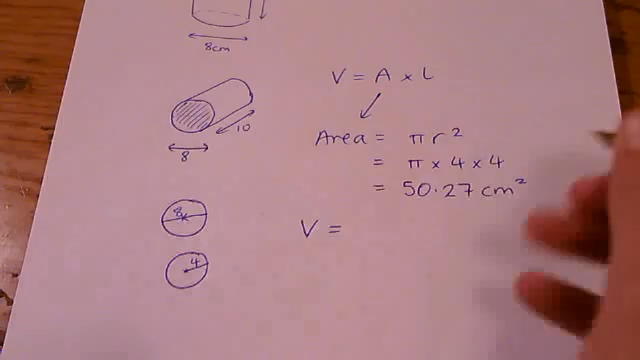 8cm
V = A × L
10
8
Area = πr²
= π × 4 × 4
= 50.27 cm²
8
V =
4